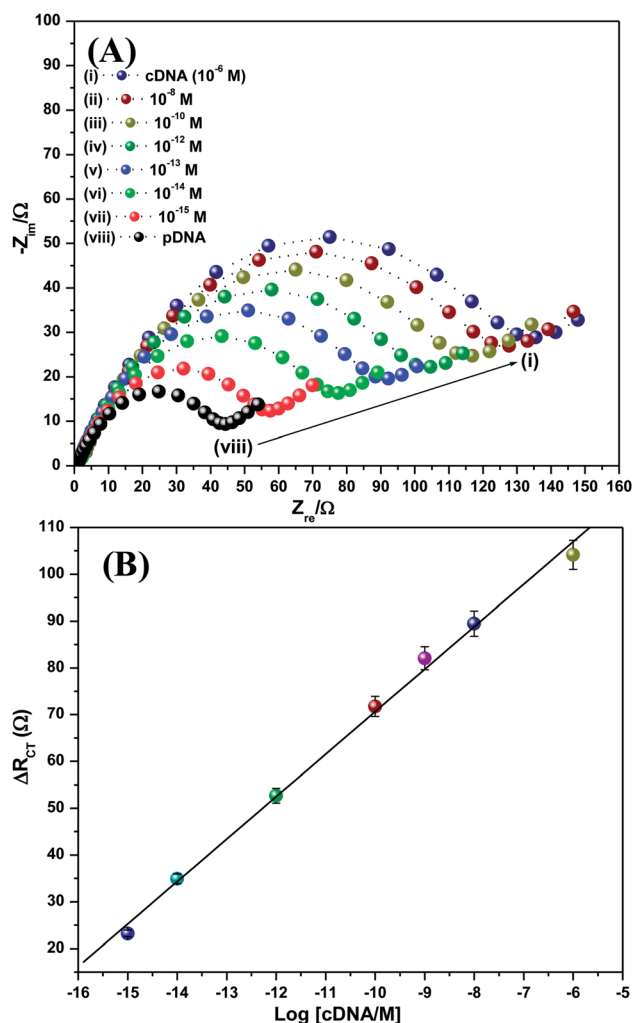 100
90
80
70
60
50
40
30
20
10
0
-Z_im/Ω
(A)
(i) cDNA (10^-6 M)
(ii) 10^-8 M
(iii) 10^-10 M
(iv) 10^-12 M
(v) 10^-13 M
(vi) 10^-14 M
(vii) 10^-15 M
(viii) pDNA
(i)
(viii)
0 10 20 30 40 50 60 70 80 90 100 110 120 130 140 150 160
Z_re/Ω
110
100
90
80
70
60
50
40
30
20
ΔR_CT (Ω)
(B)
-16 -15 -14 -13 -12 -11 -10 -9 -8 -7 -6 -5
Log [cDNA/M]